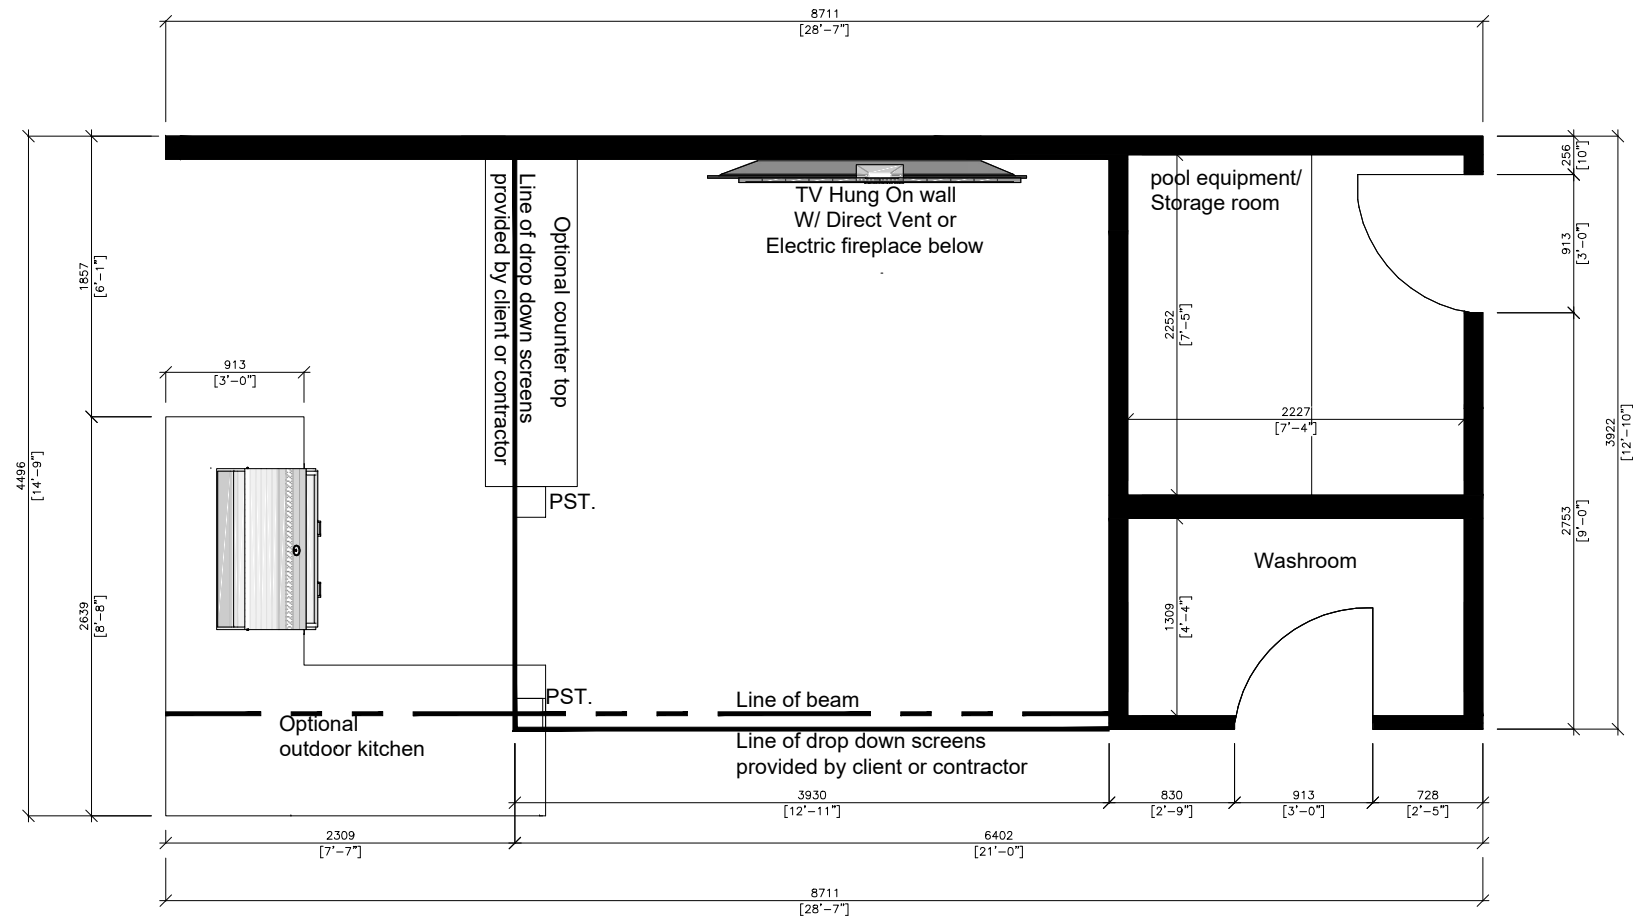 8711
[28'-7"]
256
[10"]
pool equipment/
Storage room
TV Hung On wall
W/ Direct Vent or
Electric fireplace below
Line of drop down screens
provided by client or contractor
Optional counter top
1857
[6'-1"]
913
[3'-0"]
2252
[7'-5"]
913
[3'-0"]
2227
[7'-4"]
3922
[12'-10"]
4496
[14'-9"]
PST.
2753
[9'-0"]
Washroom
2639
[8'-8"]
1309
[4'-4"]
PST.
Line of beam
Optional
outdoor kitchen
Line of drop down screens
provided by client or contractor
3930
[12'-11"]
830
[2'-9"]
913
[3'-0"]
728
[2'-5"]
2309
[7'-7"]
6402
[21'-0"]
8711
[28'-7"]